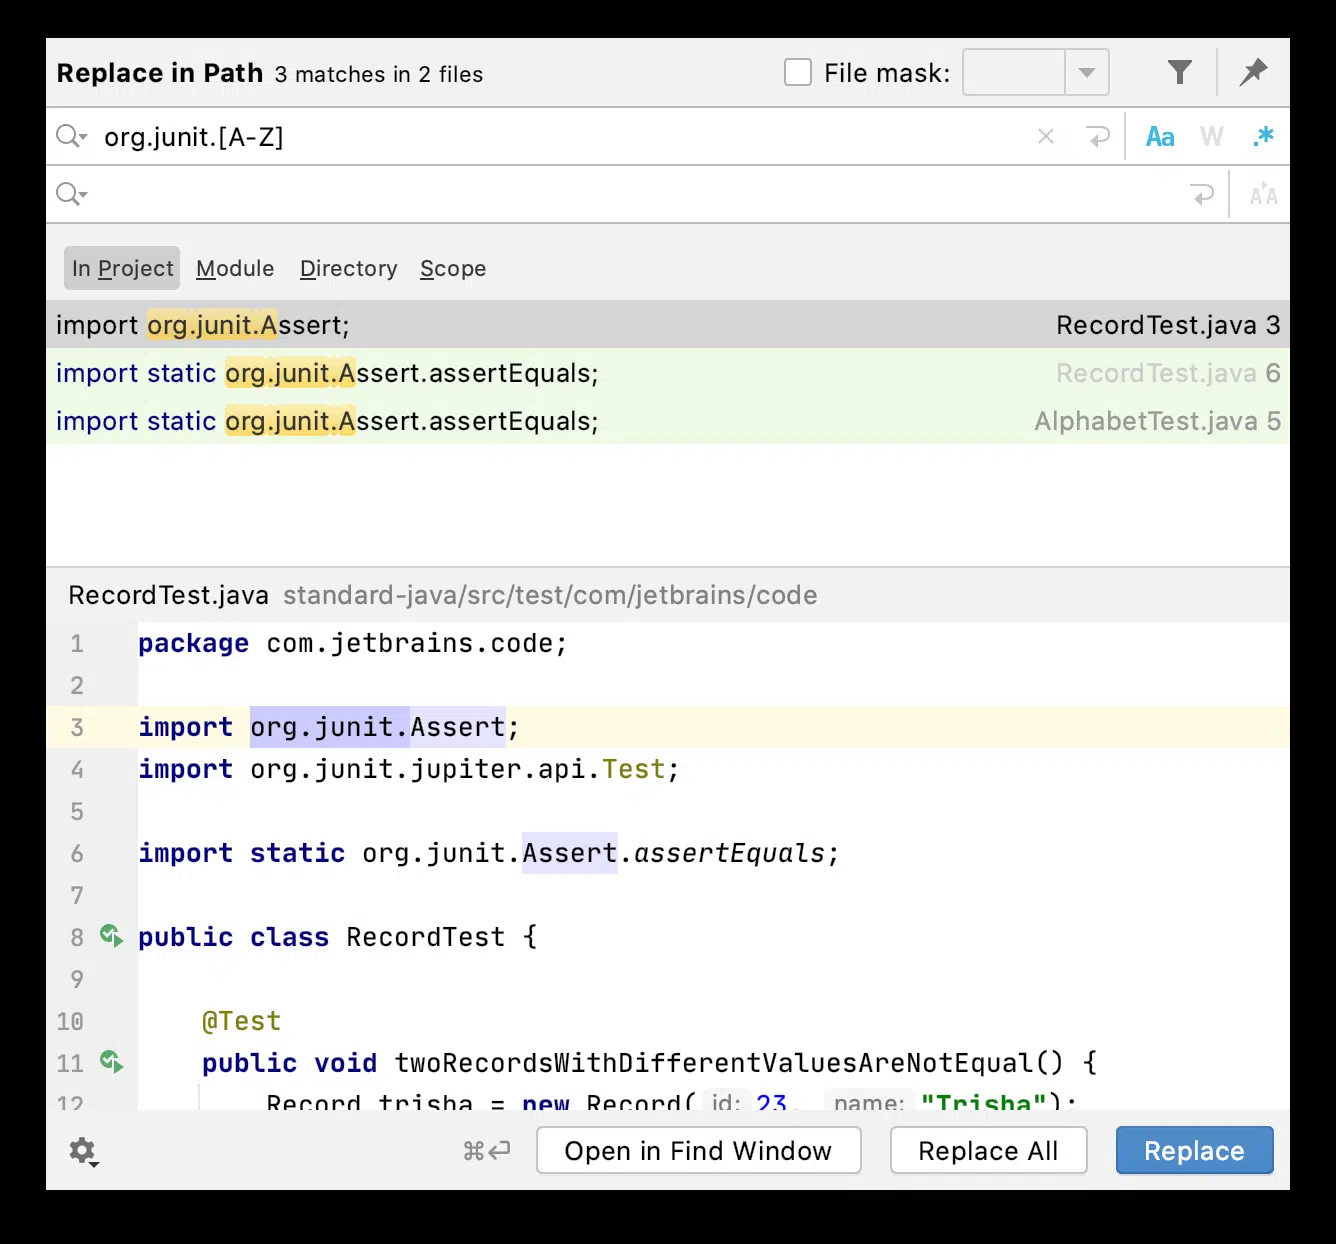 Replace in Path 3 matches in 2 files File mask:
org.junit.[A-Z] Aa W .*
A'A
In Project Module Directory Scope
import org.junit.Assert; RecordTest.java 3
import static org.junit.Assert.assertEquals; RecordTest.java 6
import static org.junit.Assert.assertEquals; AlphabetTest.java 5
RecordTest.java standard-java/src/test/com/jetbrains/code
1 package com.jetbrains.code;
2
3 import org.junit.Assert;
4 import org.junit.jupiter.api.Test;
5
6 import static org.junit.Assert.assertEquals;
7
8 public class RecordTest {
9
10 @Test
11 public void twoRecordsWithDifferentValuesAreNotEqual() {
12 Record trisha = new Record( id: 23, name: "Trisha");
⌘↩ Open in Find Window Replace All Replace